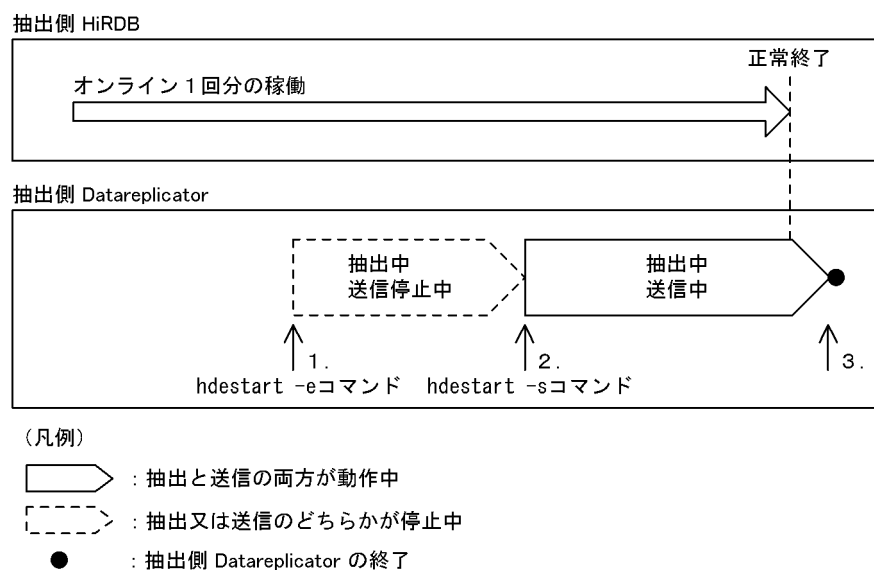 抽出側 HiRDB
正常終了
オンライン１回分の稼働
抽出側 Datareplicator
抽出中
送信停止中
抽出中
送信中
１．
２．
３．
hdestart -eコマンド
hdestart -sコマンド
（凡例）
：抽出と送信の両方が動作中
：抽出又は送信のどちらかが停止中
：抽出側 Datareplicator の終了